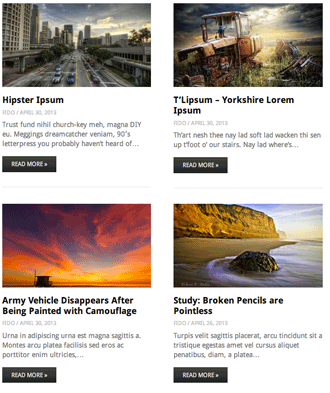 Hipster Ipsum
FIDO / APRIL 30, 2013
Trust fund nihil church-key meh, magna DIY
eu. Meggings dreamcatcher veniam, 90's
letterpress you probably haven't heard of…
READ MORE »
T'Lipsum – Yorkshire Lorem
Ipsum
FIDO / APRIL 30, 2013
Th'art nesh thee nay lad soft lad wacken thi sen
up t'foot o' our stairs. Nay lad where's…
READ MORE »
Army Vehicle Disappears After
Being Painted with Camouflage
FIDO / APRIL 30, 2013
Urna in adipiscing urna est magna sagittis a.
Montes arcu platea facilisis sed eros ac
porttitor enim ultricies,…
READ MORE »
Study: Broken Pencils are
Pointless
FIDO / APRIL 26, 2013
Turpis velit sagittis placerat, arcu tincidunt sit a
tristique egestas amet vel cursus aliquet
penatibus, diam, a platea…
READ MORE »